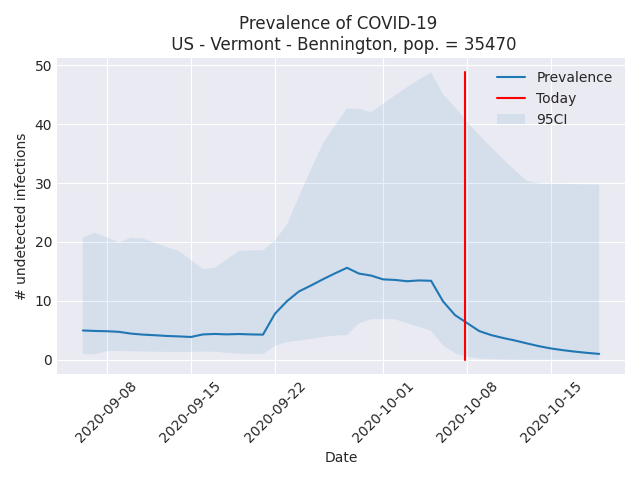 Prevalence of COVID-19
US - Vermont - Bennington, pop. = 35470
# undetected infections
50
40
30
20
10
0
Prevalence
Today
95CI
2020-09-08
2020-09-15
2020-09-22
2020-10-01
2020-10-08
2020-10-15
Date